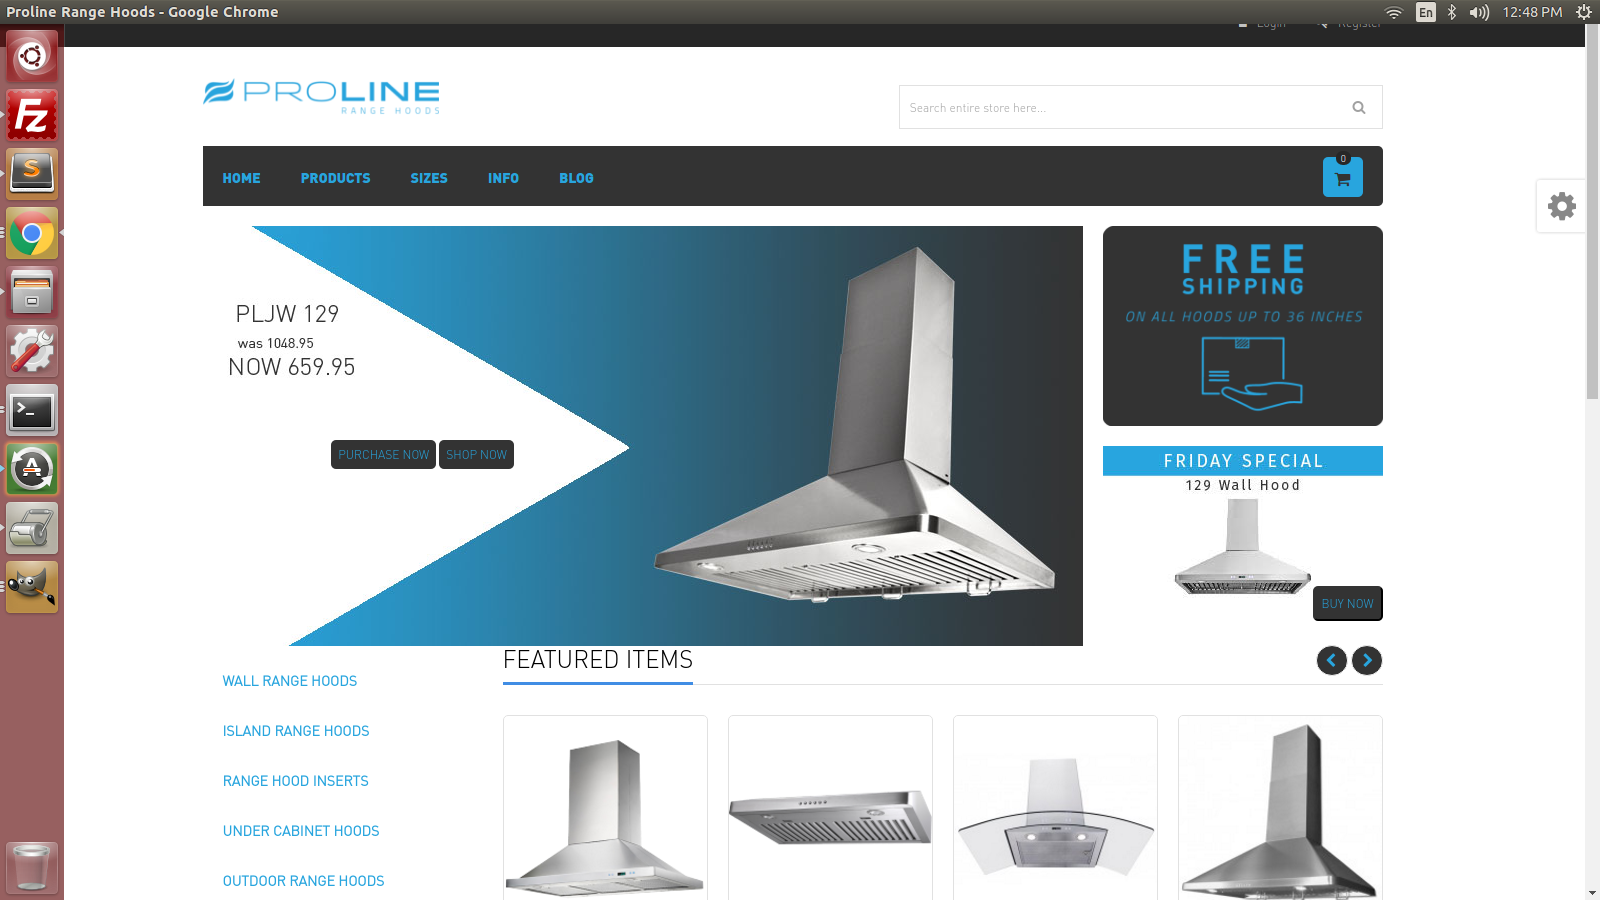 Proline Range Hoods - Google Chrome
En
12:48 PM
Login
Register
PROLINE
RANGE HOODS
Search entire store here...
HOME
PRODUCTS
SIZES
INFO
BLOG
0
PLJW 129
was 1048.95
NOW 659.95
PURCHASE NOW
SHOP NOW
FREE
SHIPPING
ON ALL HOODS UP TO 36 INCHES
FRIDAY SPECIAL
129 Wall Hood
BUY NOW
WALL RANGE HOODS
ISLAND RANGE HOODS
RANGE HOOD INSERTS
UNDER CABINET HOODS
OUTDOOR RANGE HOODS
FEATURED ITEMS